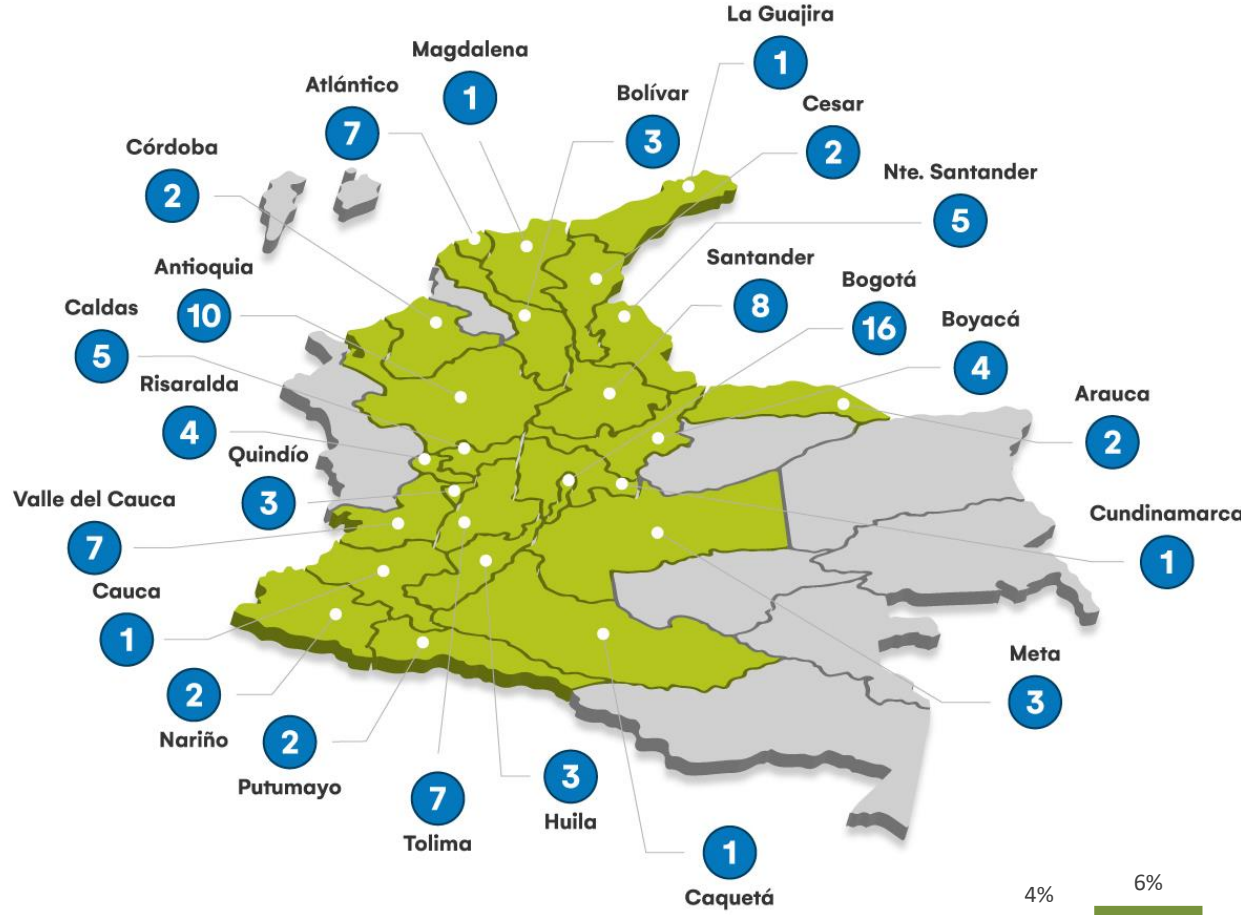 La Guajira
1
Magdalena
1
Atlántico
7
Bolívar
3
Cesar
2
Córdoba
2
Nte. Santander
5
Antioquia
10
Santander
8
Bogotá
16
Caldas
5
Boyacá
4
Risaralda
4
Arauca
2
Quindío
3
Valle del Cauca
7
Cundinamarca
1
Cauca
1
Meta
3
2
Nariño
2
Putumayo
7
Tolima
3
Huila
1
Caquetá
4%
6%